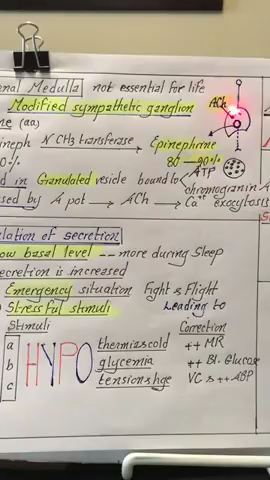 nal Medulla not essential for life
Modified sympathetic ganglion ACh
ne (aa)
ineph N CH3 transferase → Epinephrine
0% 80 – 90%
ATP
d in Granulated vesicle bound to
chromogranin A
sed by A pot → ACh → Ca++ exocytosis
ulation of secretion
ow basal level -- more during sleep
secretion is increased
Emergency situation Fight & Flight
Stressful stimuli Leading to
Stimuli Correction
a thermia & cold ++ MR
b HYPO glycemia ++ Bl. Glucose
c tension & hge VC & ++ ABP